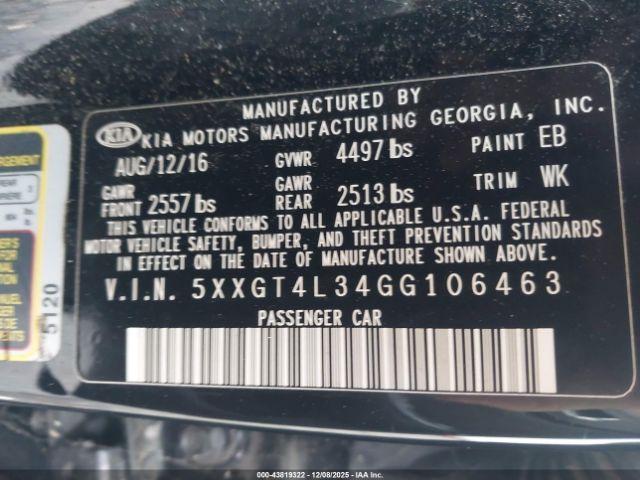 MANUFACTURED BY
KIA KIA MOTORS MANUFACTURING GEORGIA, INC.
AUG/12/16 GVWR 4497 lbs PAINT EB
GAWR FRONT 2557 lbs GAWR REAR 2513 lbs TRIM WK
THIS VEHICLE CONFORMS TO ALL APPLICABLE U.S.A. FEDERAL
MOTOR VEHICLE SAFETY, BUMPER, AND THEFT PREVENTION STANDARDS
IN EFFECT ON THE DATE OF MANUFACTURE SHOWN ABOVE.
V.I.N. 5XXGT4L34GG106463
PASSENGER CAR
5120
000-43819322 - 12/08/2025 - IAAI Inc.